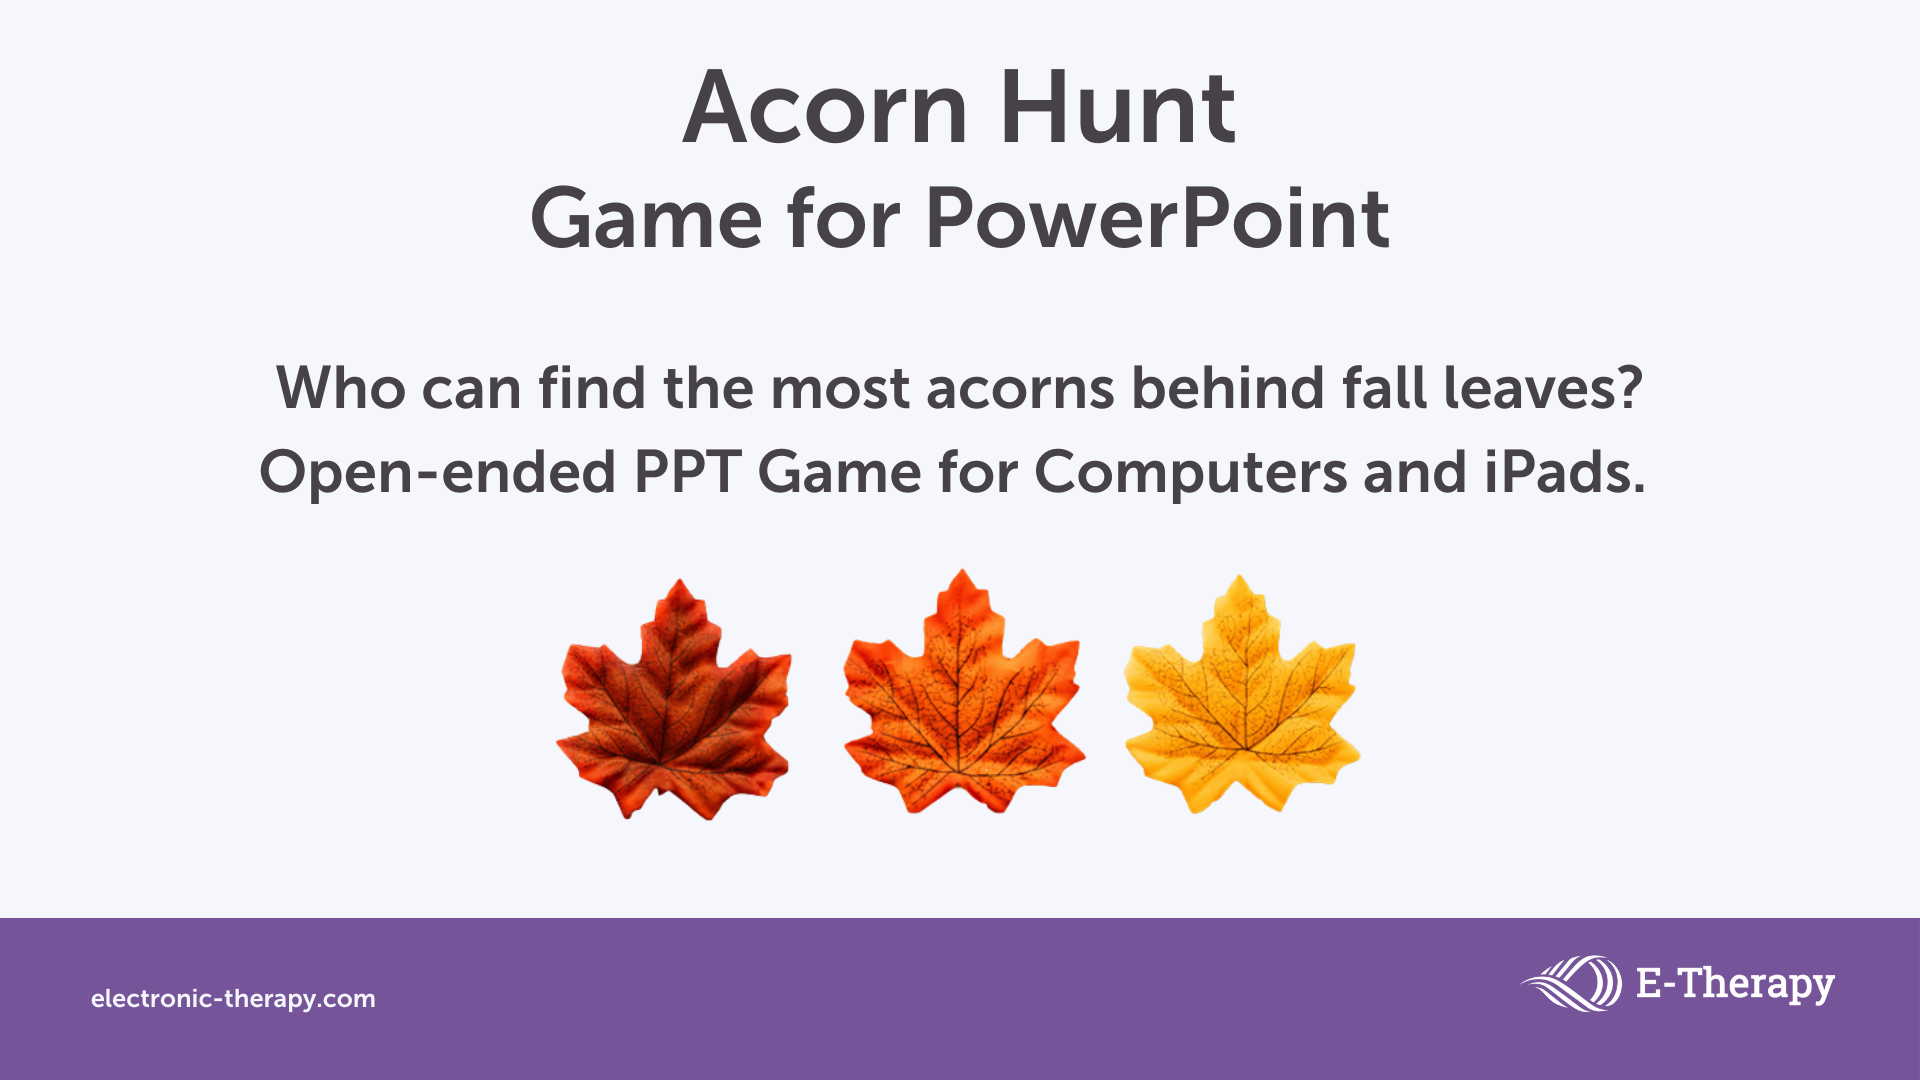 Acorn Hunt
Game for PowerPoint
Who can find the most acorns behind fall leaves?
Open-ended PPT Game for Computers and iPads.
electronic-therapy.com
E-Therapy